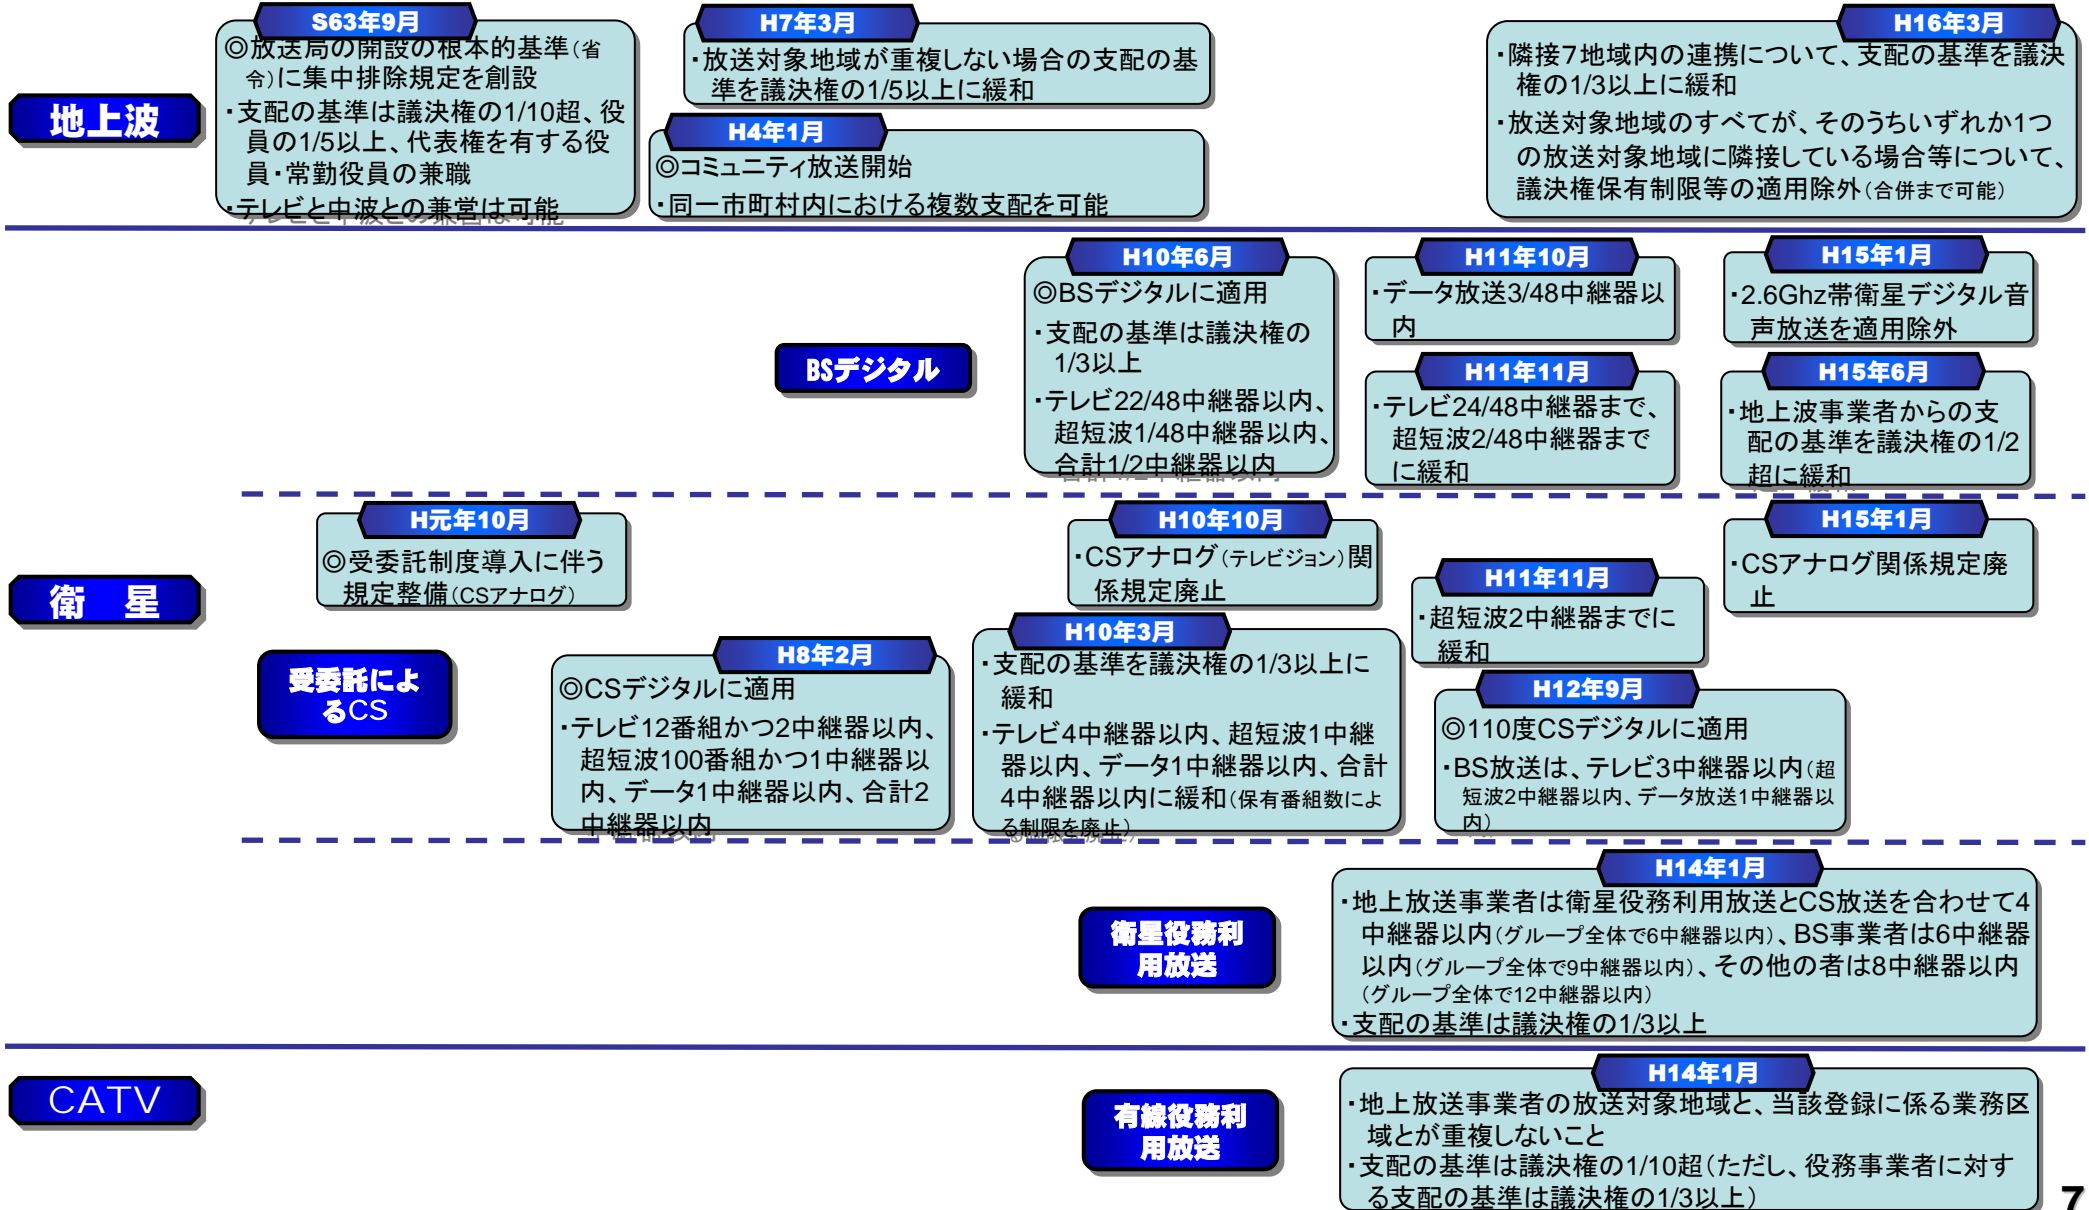 地上波
S63年9月
◎放送局の開設の根本的基準(省
令)に集中排除規定を創設
・支配の基準は議決権の1/10超、役
員の1/5以上、代表権を有する役
員・常勤役員の兼職
・テレビと中波との兼営は可能
H7年3月
・放送対象地域が重複しない場合の支配の基
準を議決権の1/5以上に緩和
H4年1月
◎コミュニティ放送開始
・同一市町村内における複数支配を可能
H16年3月
・隣接7地域内の連携について、支配の基準を議決
権の1/3以上に緩和
・放送対象地域のすべてが、そのうちいずれか1つ
の放送対象地域に隣接している場合等について、
議決権保有制限等の適用除外(合併まで可能)
衛　星
BSデジタル
H10年6月
◎BSデジタルに適用
・支配の基準は議決権の
1/3以上
・テレビ22/48中継器以内、
超短波1/48中継器以内、
合計1/2中継器以内
H11年10月
・データ放送3/48中継器以
内
H11年11月
・テレビ24/48中継器まで、
超短波2/48中継器まで
に緩和
H15年1月
・2.6Ghz帯衛星デジタル音
声放送を適用除外
H15年6月
・地上波事業者からの支
配の基準を議決権の1/2
超に緩和
受委託によ
るCS
H元年10月
◎受委託制度導入に伴う
規定整備(CSアナログ)
H8年2月
◎CSデジタルに適用
・テレビ12番組かつ2中継器以内、
超短波100番組かつ1中継器以
内、データ1中継器以内、合計2
中継器以内
H10年10月
・CSアナログ(テレビジョン)関
係規定廃止
H10年3月
・支配の基準を議決権の1/3以上に
緩和
・テレビ4中継器以内、超短波1中継
器以内、データ1中継器以内、合計
4中継器以内に緩和(保有番組数によ
る制限を廃止)
H11年11月
・超短波2中継器までに
緩和
H12年9月
◎110度CSデジタルに適用
・BS放送は、テレビ3中継器以内(超
短波2中継器以内、データ放送1中継器以
内)
H15年1月
・CSアナログ関係規定廃
止
衛星役務利
用放送
H14年1月
・地上放送事業者は衛星役務利用放送とCS放送を合わせて4
中継器以内(グループ全体で6中継器以内)、BS事業者は6中継器
以内(グループ全体で9中継器以内)、その他の者は8中継器以内
(グループ全体で12中継器以内)
・支配の基準は議決権の1/3以上
CATV
有線役務利
用放送
H14年1月
・地上放送事業者の放送対象地域と、当該登録に係る業務区
域とが重複しないこと
・支配の基準は議決権の1/10超(ただし、役務事業者に対す
る支配の基準は議決権の1/3以上)
7